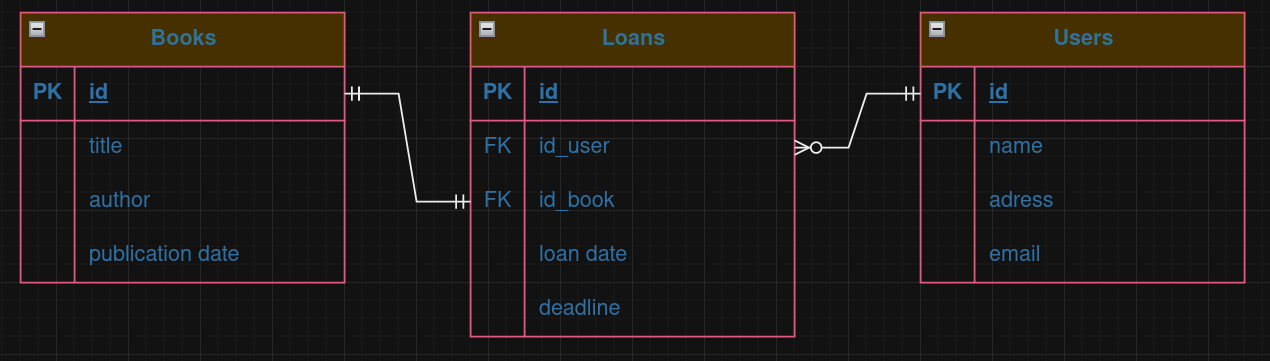 Books
PK id
title
author
publication date
Loans
PK id
FK id_user
FK id_book
loan date
deadline
Users
PK id
name
adress
email